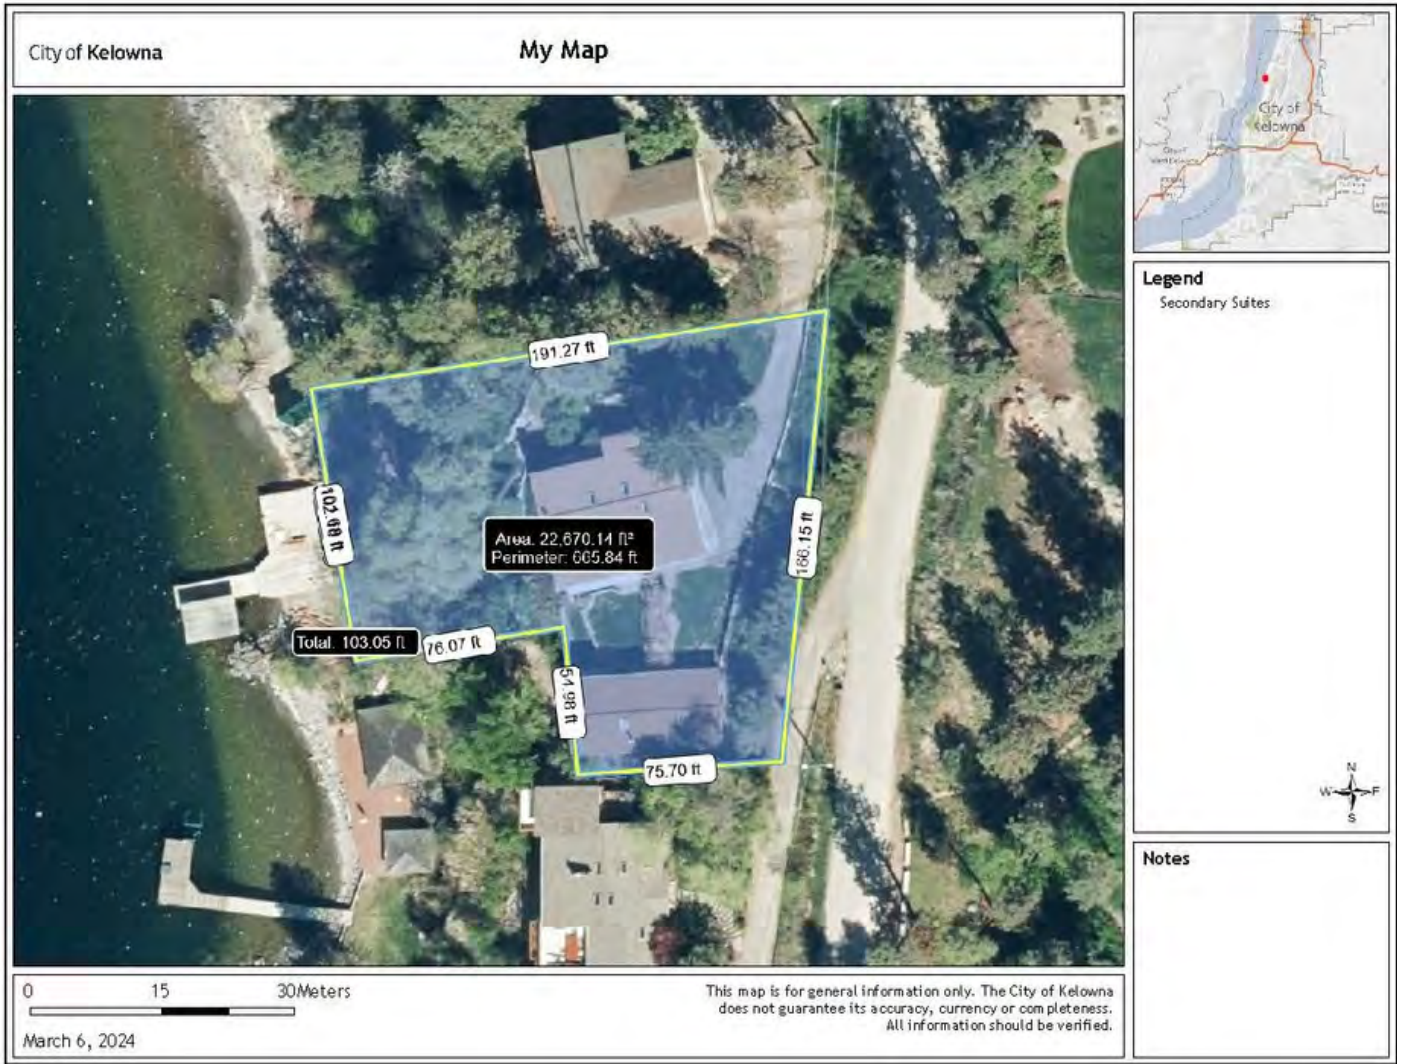 City of Kelowna
My Map
City of
Kelowna
191.27 ft
102.68 ft
Area: 22,670.14 ft²
Perimeter: 665.84 ft
166.15 ft
Total: 103.05 ft
76.07 ft
54.98 ft
75.70 ft
Legend
Secondary Suites
N
W
E
S
Notes
0 15 30Meters
March 6, 2024
This map is for general information only. The City of Kelowna
does not guarantee its accuracy, currency or completeness.
All information should be verified.